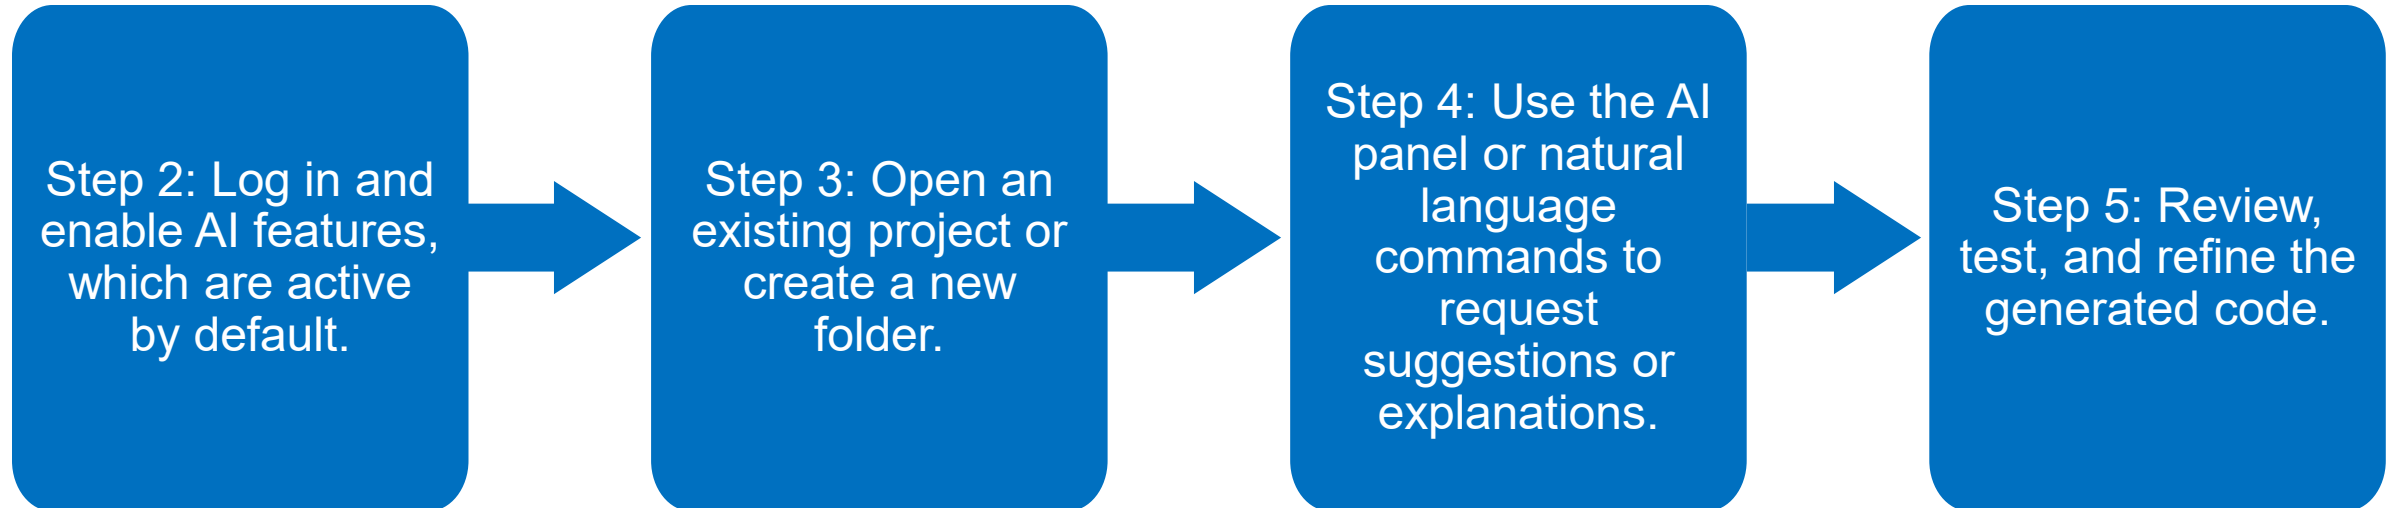 Step 2: Log in and
enable AI features,
which are active
by default.
Step 3: Open an
existing project or
create a new
folder.
Step 4: Use the AI
panel or natural
language
commands to
request
suggestions or
explanations.
Step 5: Review,
test, and refine the
generated code.